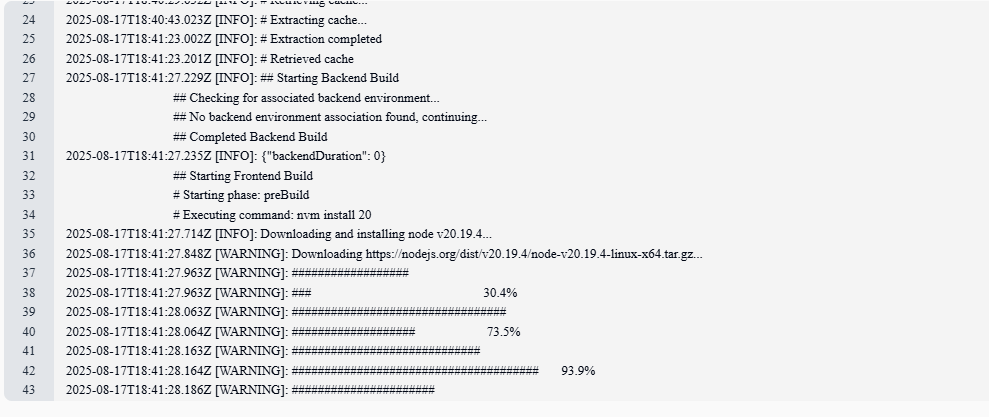 23 2025-08-17T18:40:29.652Z [INFO]: # Retrieving cache...
24 2025-08-17T18:40:43.023Z [INFO]: # Extracting cache...
25 2025-08-17T18:41:23.002Z [INFO]: # Extraction completed
26 2025-08-17T18:41:23.201Z [INFO]: # Retrieved cache
27 2025-08-17T18:41:27.229Z [INFO]: ## Starting Backend Build
28 ## Checking for associated backend environment...
29 ## No backend environment association found, continuing...
30 ## Completed Backend Build
31 2025-08-17T18:41:27.235Z [INFO]: {"backendDuration": 0}
32 ## Starting Frontend Build
33 # Starting phase: preBuild
34 # Executing command: nvm install 20
35 2025-08-17T18:41:27.714Z [INFO]: Downloading and installing node v20.19.4...
36 2025-08-17T18:41:27.848Z [WARNING]: Downloading https://nodejs.org/dist/v20.19.4/node-v20.19.4-linux-x64.tar.gz...
37 2025-08-17T18:41:27.963Z [WARNING]: ##################
38 2025-08-17T18:41:27.963Z [WARNING]: ### 30.4%
39 2025-08-17T18:41:28.063Z [WARNING]: #################################
40 2025-08-17T18:41:28.064Z [WARNING]: ################### 73.5%
41 2025-08-17T18:41:28.163Z [WARNING]: #############################
42 2025-08-17T18:41:28.164Z [WARNING]: ###################################### 93.9%
43 2025-08-17T18:41:28.186Z [WARNING]: ######################